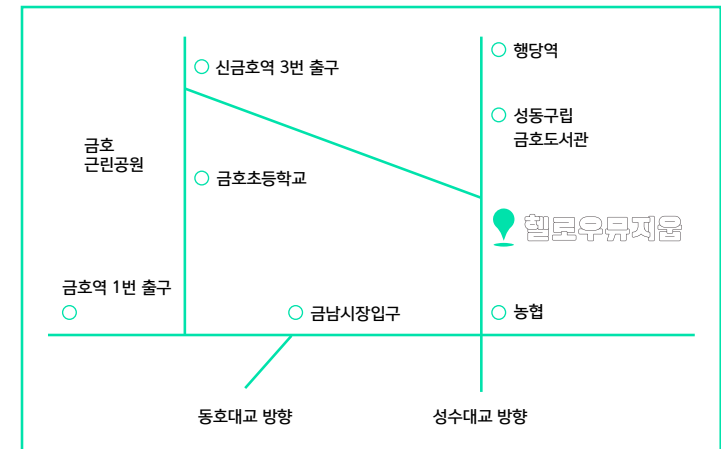 행당역
신금호역 3번 출구
성동구립
금호도서관
금호
근린공원
금호초등학교
헬로우뮤지움
금호역 1번 출구
금남시장입구
농협
동호대교 방향
성수대교 방향